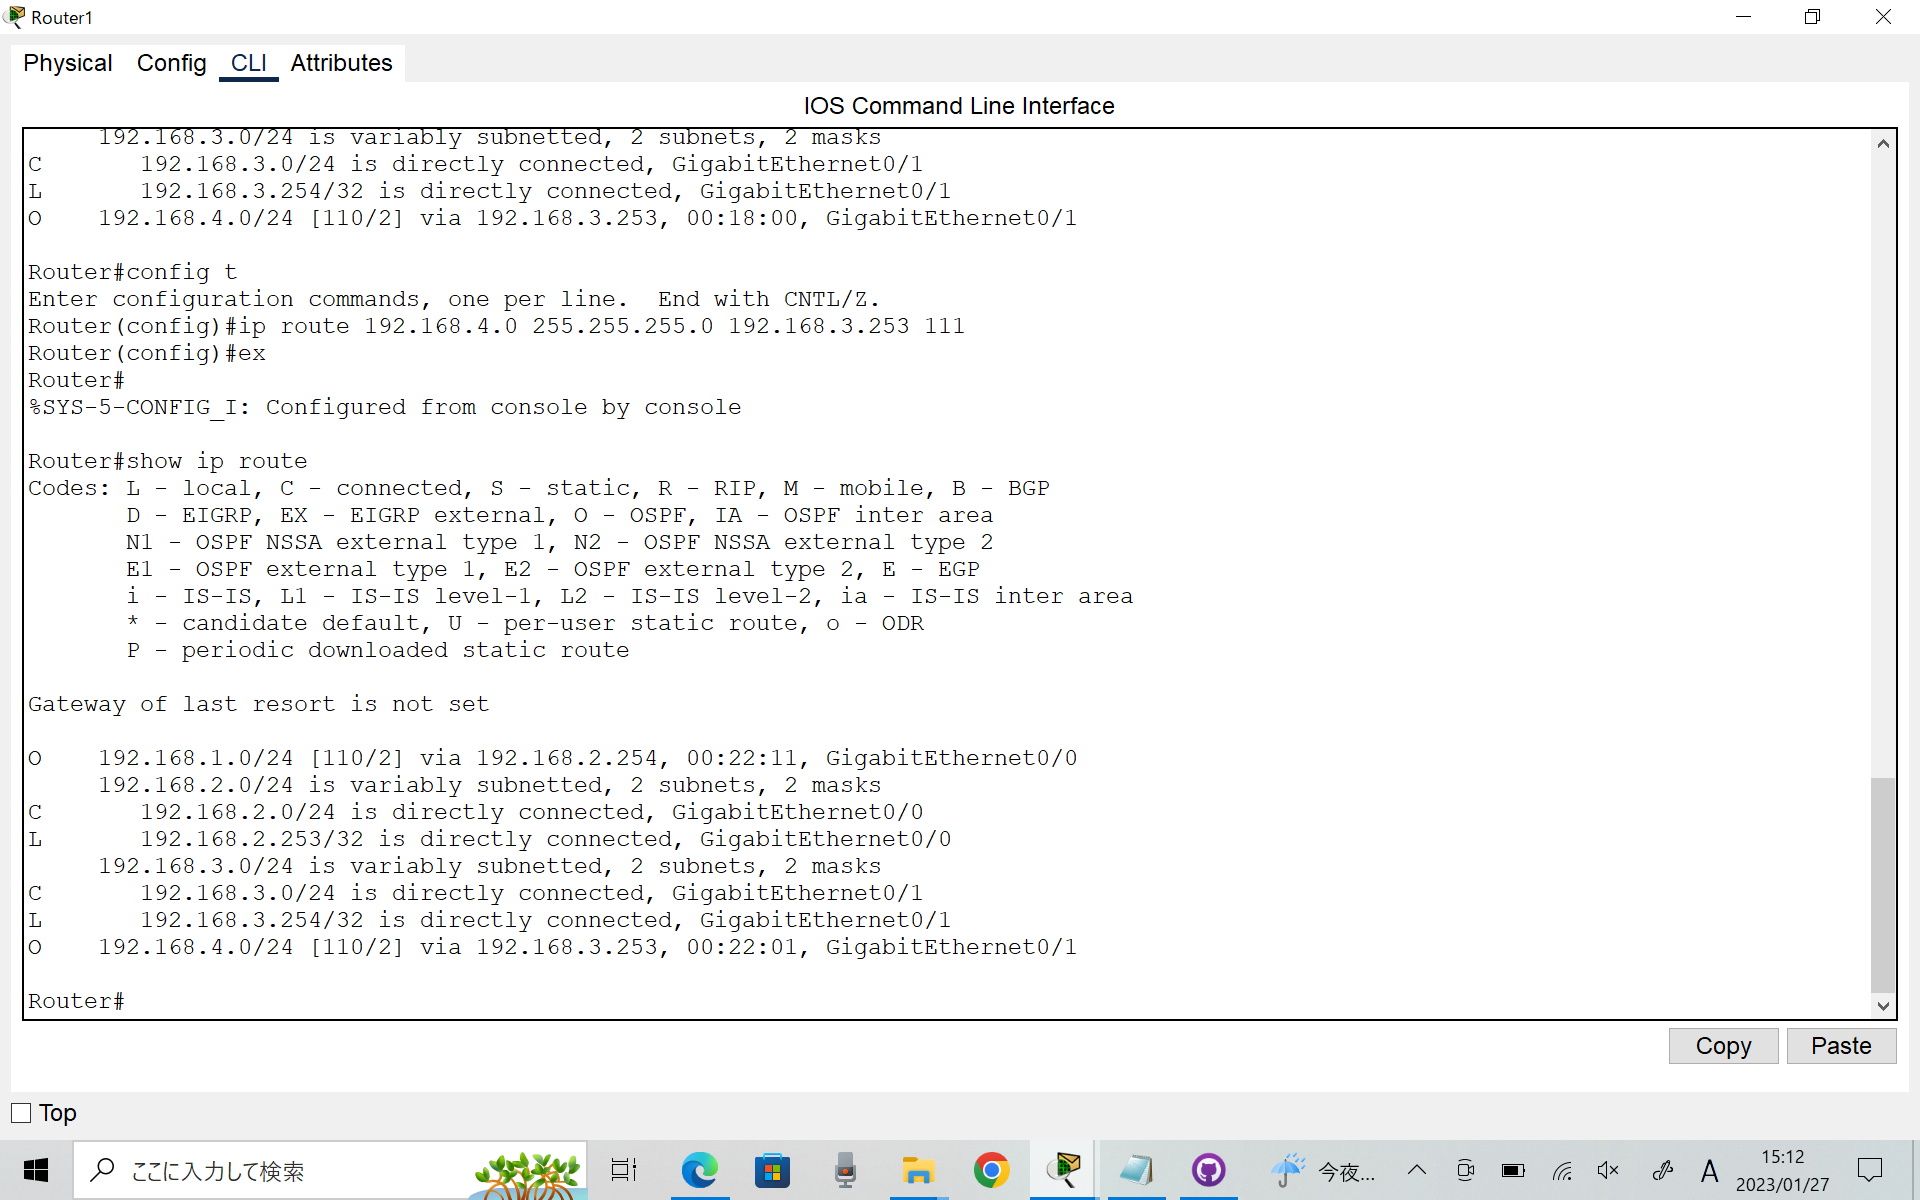 Router1
Physical Config CLI Attributes
IOS Command Line Interface
192.168.3.0/24 is variably subnetted, 2 subnets, 2 masks
C 192.168.3.0/24 is directly connected, GigabitEthernet0/1
L 192.168.3.254/32 is directly connected, GigabitEthernet0/1
O 192.168.4.0/24 [110/2] via 192.168.3.253, 00:18:00, GigabitEthernet0/1
Router#config t
Enter configuration commands, one per line. End with CNTL/Z.
Router(config)#ip route 192.168.4.0 255.255.255.0 192.168.3.253 111
Router(config)#ex
Router#
%SYS-5-CONFIG_I: Configured from console by console
Router#show ip route
Codes: L - local, C - connected, S - static, R - RIP, M - mobile, B - BGP
D - EIGRP, EX - EIGRP external, O - OSPF, IA - OSPF inter area
N1 - OSPF NSSA external type 1, N2 - OSPF NSSA external type 2
E1 - OSPF external type 1, E2 - OSPF external type 2, E - EGP
i - IS-IS, L1 - IS-IS level-1, L2 - IS-IS level-2, ia - IS-IS inter area
* - candidate default, U - per-user static route, o - ODR
P - periodic downloaded static route
Gateway of last resort is not set
O 192.168.1.0/24 [110/2] via 192.168.2.254, 00:22:11, GigabitEthernet0/0
192.168.2.0/24 is variably subnetted, 2 subnets, 2 masks
C 192.168.2.0/24 is directly connected, GigabitEthernet0/0
L 192.168.2.253/32 is directly connected, GigabitEthernet0/0
192.168.3.0/24 is variably subnetted, 2 subnets, 2 masks
C 192.168.3.0/24 is directly connected, GigabitEthernet0/1
L 192.168.3.254/32 is directly connected, GigabitEthernet0/1
O 192.168.4.0/24 [110/2] via 192.168.3.253, 00:22:01, GigabitEthernet0/1
Router#
Copy Paste
Top
ここに入力して検索
今夜...
A
15:12
2023/01/27